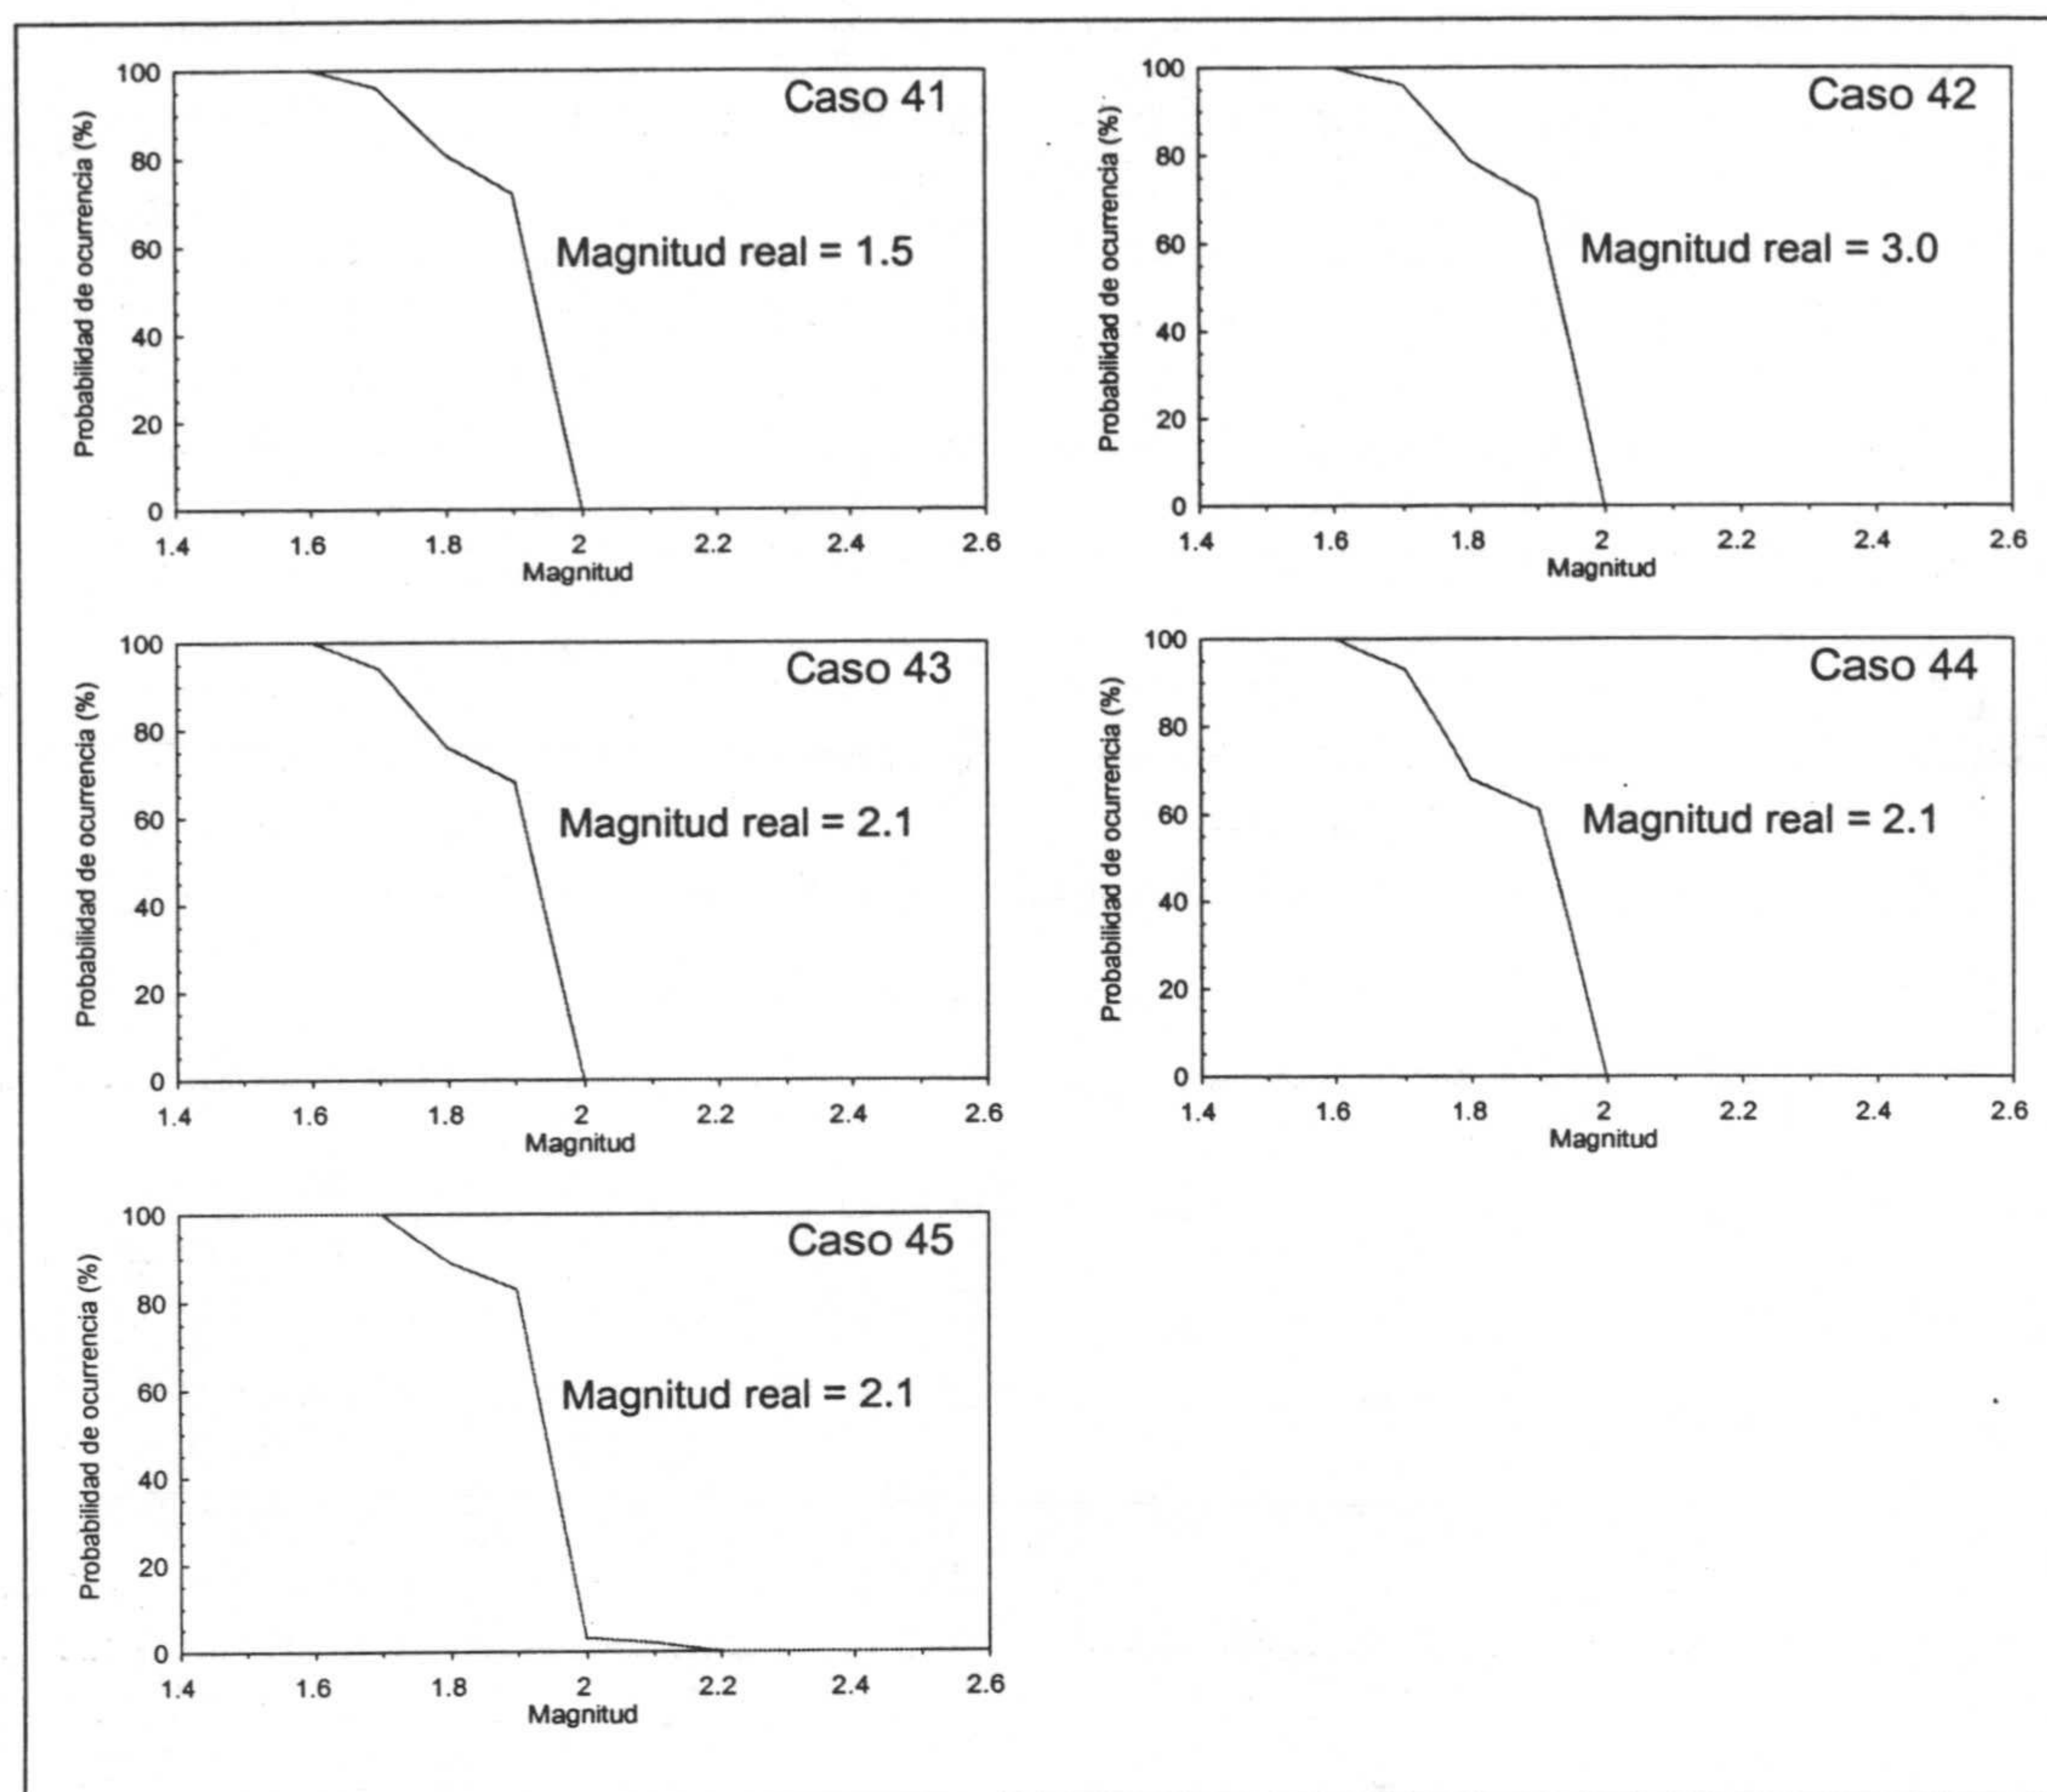 Caso 41
Probabilidad de ocurrencia (%)
100
80
60
40
20
0
Magnitud real = 1.5
1.4 1.6 1.8 2 2.2 2.4 2.6
Magnitud
Caso 42
Probabilidad de ocurrencia (%)
100
80
60
40
20
0
Magnitud real = 3.0
1.4 1.6 1.8 2 2.2 2.4 2.6
Magnitud
Caso 43
Probabilidad de ocurrencia (%)
100
80
60
40
20
0
Magnitud real = 2.1
1.4 1.6 1.8 2 2.2 2.4 2.6
Magnitud
Caso 44
Probabilidad de ocurrencia (%)
100
80
60
40
20
0
Magnitud real = 2.1
1.4 1.6 1.8 2 2.2 2.4 2.6
Magnitud
Caso 45
Probabilidad de ocurrencia (%)
100
80
60
40
20
0
Magnitud real = 2.1
1.4 1.6 1.8 2 2.2 2.4 2.6
Magnitud